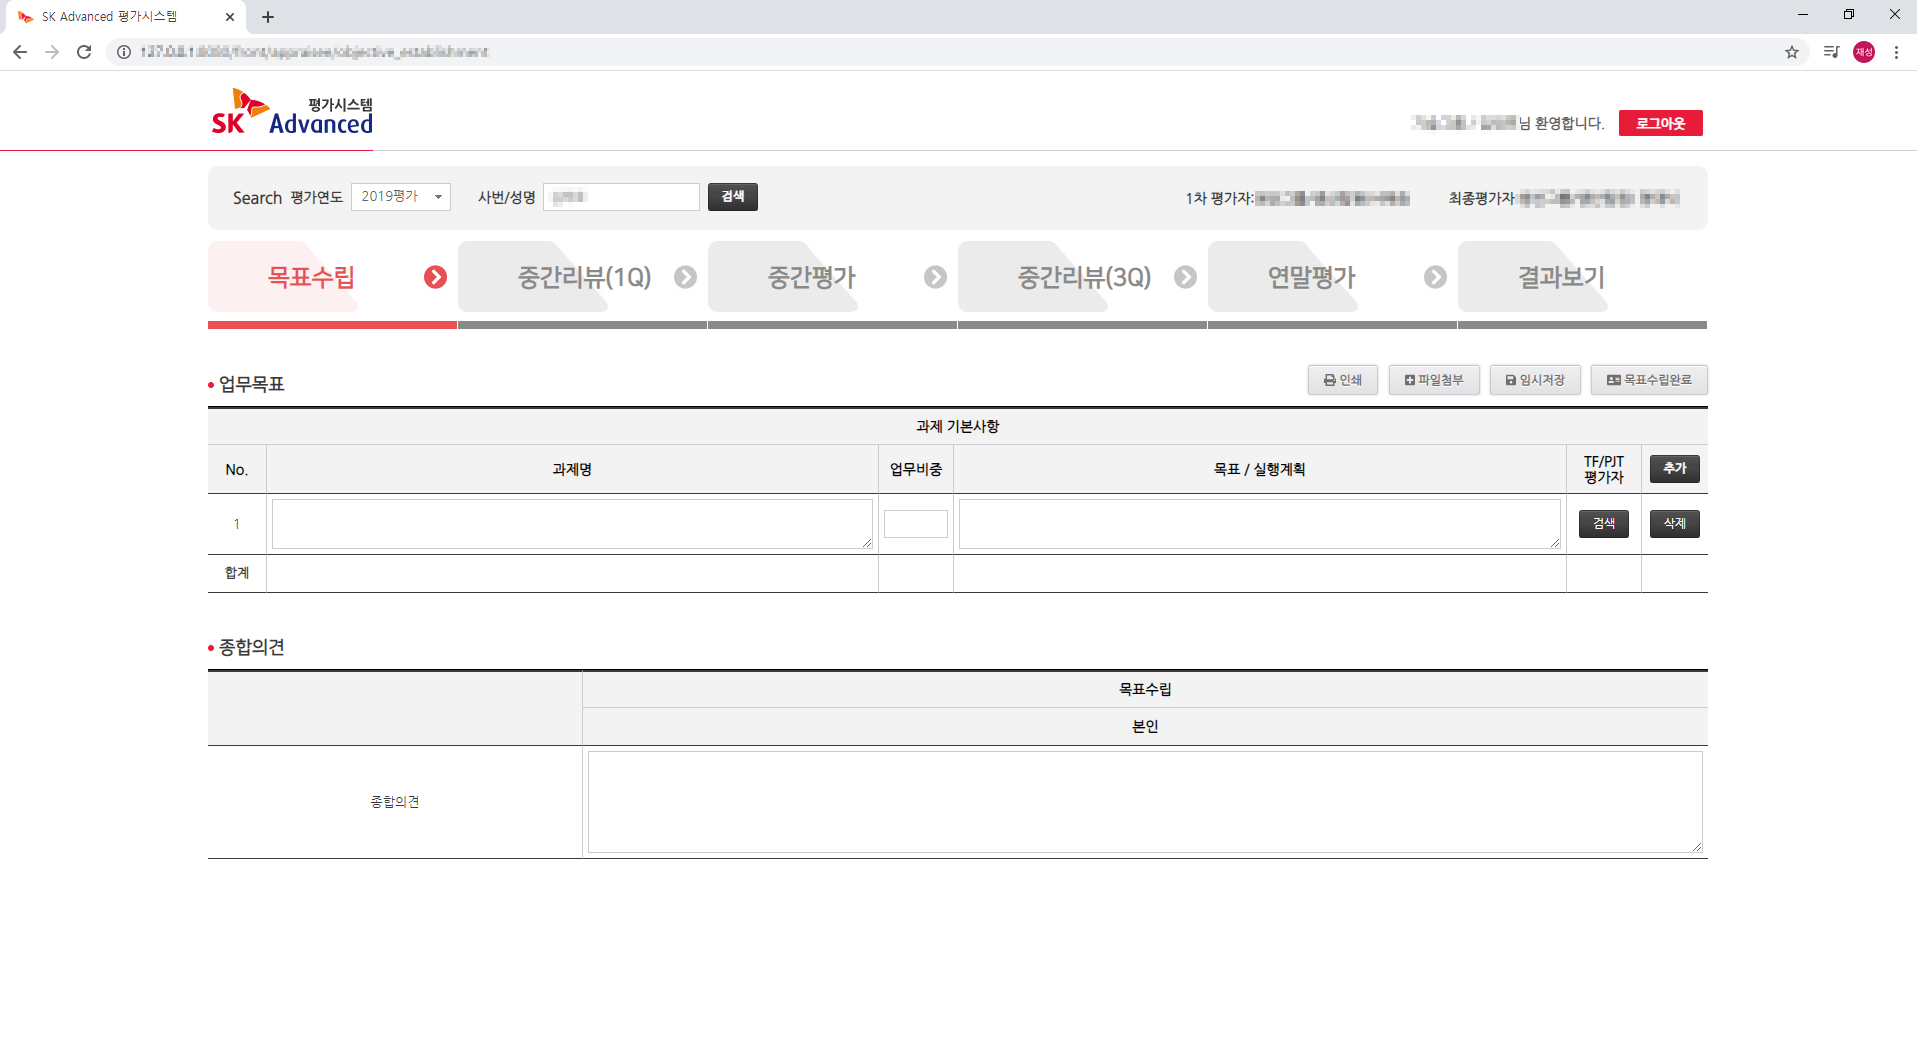 SK Advanced 평가시스템
평가시스템
SK Advanced
님 환영합니다.
로그아웃
Search 평가연도 2019평가 사번/성명 검색 1차 평가자: 최종평가자
목표수립 중간리뷰(1Q) 중간평가 중간리뷰(3Q) 연말평가 결과보기
업무목표
인쇄 파일첨부 임시저장 목표수립완료
과제 기본사항
No. 과제명 업무비중 목표 / 실행계획 TF/PJT 평가자 추가
1 검색 삭제
합계
종합의견
목표수립
본인
종합의견
재성